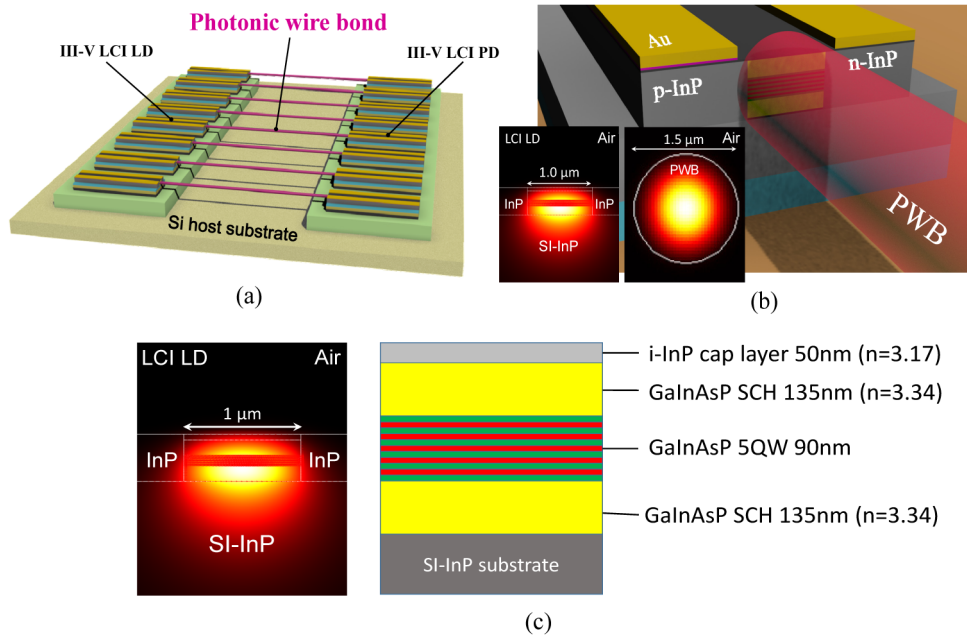 Photonic wire bond
III-V LCI LD
III-V LCI PD
Si host substrate
(a)
Au
p-InP
n-InP
LCI LD
Air
1.0 μm
InP
InP
SI-InP
1.5 μm
Air
PWB
PWB
(b)
LCI LD
Air
1 μm
InP
InP
SI-InP
i-InP cap layer 50nm (n=3.17)
GaInAsP SCH 135nm (n=3.34)
GaInAsP 5QW 90nm
GaInAsP SCH 135nm (n=3.34)
SI-InP substrate
(c)